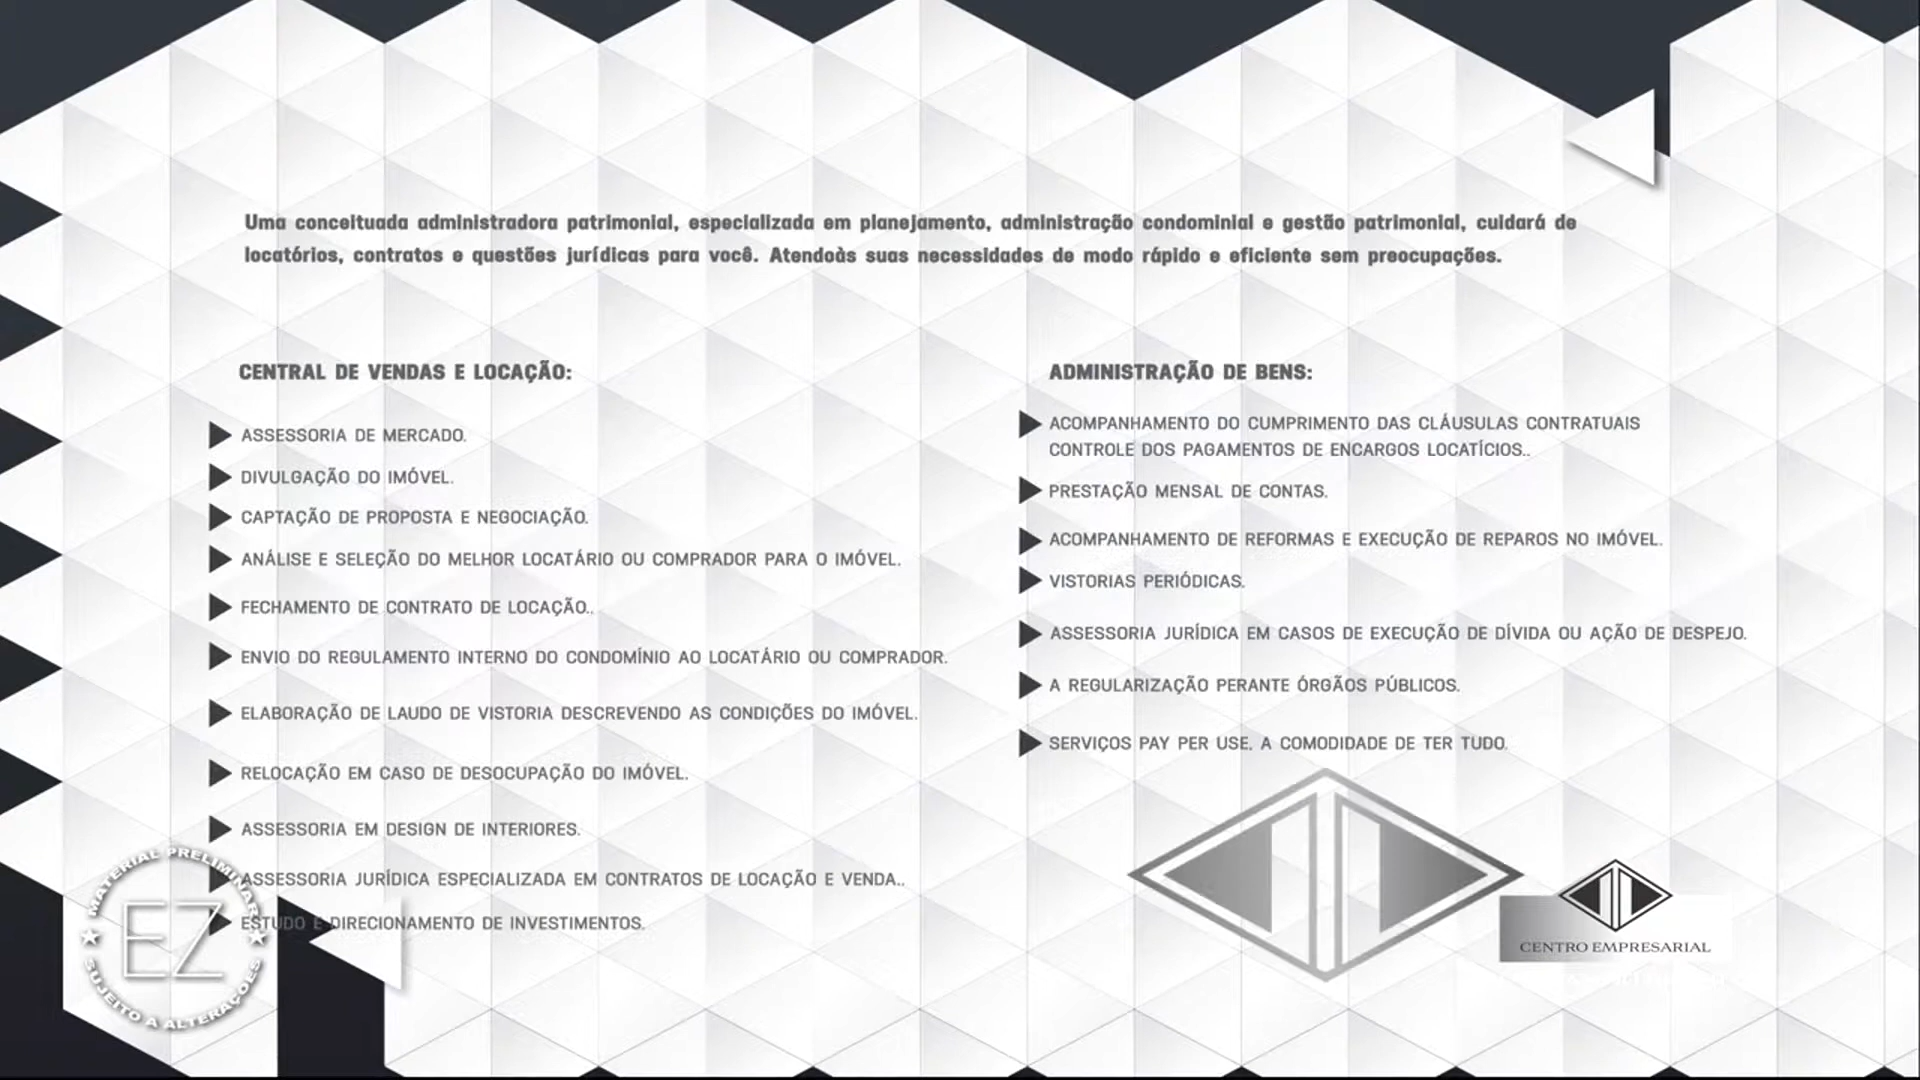 Uma conceituada administradora patrimonial, especializada em planejamento, administração condominial e gestão patrimonial, cuidará de
locatórios, contratos e questões jurídicas para você. Atendoàs suas necessidades de modo rápido e eficiente sem preocupações.
CENTRAL DE VENDAS E LOCAÇÃO:
ASSESSORIA DE MERCADO.
DIVULGAÇÃO DO IMÓVEL.
CAPTAÇÃO DE PROPOSTA E NEGOCIAÇÃO.
ANÁLISE E SELEÇÃO DO MELHOR LOCATÁRIO OU COMPRADOR PARA O IMÓVEL.
FECHAMENTO DE CONTRATO DE LOCAÇÃO..
ENVIO DO REGULAMENTO INTERNO DO CONDOMÍNIO AO LOCATÁRIO OU COMPRADOR.
ELABORAÇÃO DE LAUDO DE VISTORIA DESCREVENDO AS CONDIÇÕES DO IMÓVEL.
RELOCAÇÃO EM CASO DE DESOCUPAÇÃO DO IMÓVEL.
ASSESSORIA EM DESIGN DE INTERIORES.
ASSESSORIA JURÍDICA ESPECIALIZADA EM CONTRATOS DE LOCAÇÃO E VENDA..
ESTUDO E DIRECIONAMENTO DE INVESTIMENTOS.
ADMINISTRAÇÃO DE BENS:
ACOMPANHAMENTO DO CUMPRIMENTO DAS CLÁUSULAS CONTRATUAIS
CONTROLE DOS PAGAMENTOS DE ENCARGOS LOCATÍCIOS..
PRESTAÇÃO MENSAL DE CONTAS.
ACOMPANHAMENTO DE REFORMAS E EXECUÇÃO DE REPAROS NO IMÓVEL.
VISTORIAS PERIÓDICAS.
ASSESSORIA JURÍDICA EM CASOS DE EXECUÇÃO DE DÍVIDA OU AÇÃO DE DESPEJO.
A REGULARIZAÇÃO PERANTE ÓRGÃOS PÚBLICOS.
SERVIÇOS PAY PER USE, A COMODIDADE DE TER TUDO.
MATERIAL PRELIMINAR
EZ
SUJEITO A ALTERAÇÕES
CENTRO EMPRESARIAL